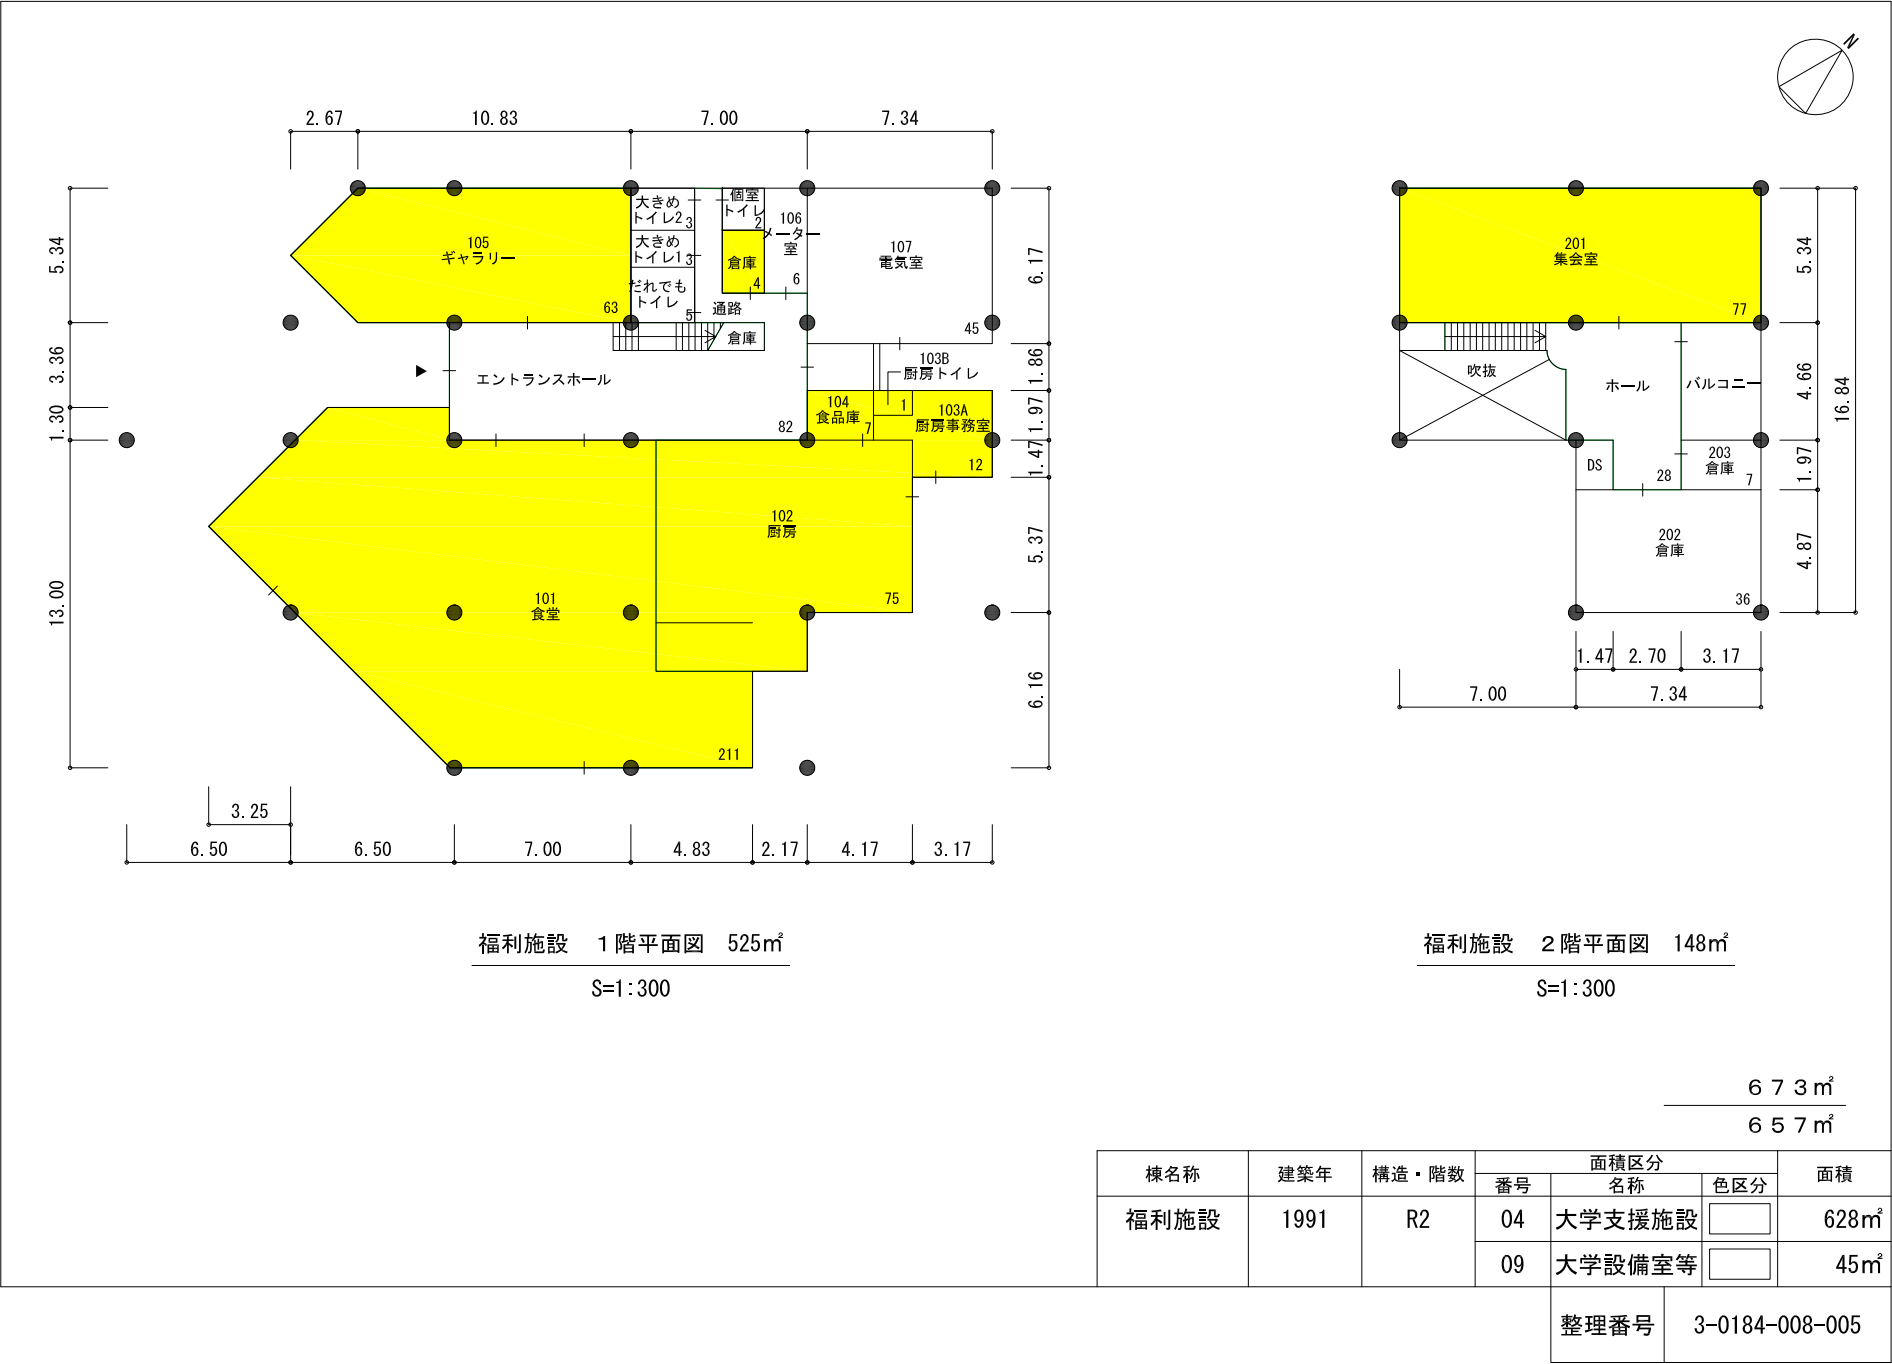 N
2.67
10.83
7.00
7.34
5.34
3.36
1.30
13.00
105
ギャラリー
63
大きめ
トイレ2
3
大きめ
トイレ1
3
だれでも
トイレ
5
個室
トイレ
2
倉庫
4
106
メーター
室
6
107
電気室
45
通路
倉庫
エントランスホール
82
103B
厨房トイレ
1
104
食品庫
7
103A
厨房事務室
12
102
厨房
75
101
食堂
211
6.17
1.86
1.97
1.47
5.37
6.16
3.25
6.50
6.50
7.00
4.83
2.17
4.17
3.17
福利施設　１階平面図　525㎡
S=1:300
201
集会室
77
吹抜
ホール
28
バルコニー
DS
203
倉庫
7
202
倉庫
36
5.34
4.66
1.97
4.87
16.84
1.47
2.70
3.17
7.00
7.34
福利施設　２階平面図　148㎡
S=1:300
６７３㎡
６５７㎡
棟名称 建築年 構造・階数 面積区分 面積
番号 名称 色区分
福利施設 1991 R2 04 大学支援施設 628㎡
09 大学設備室等 45㎡
整理番号 3-0184-008-005